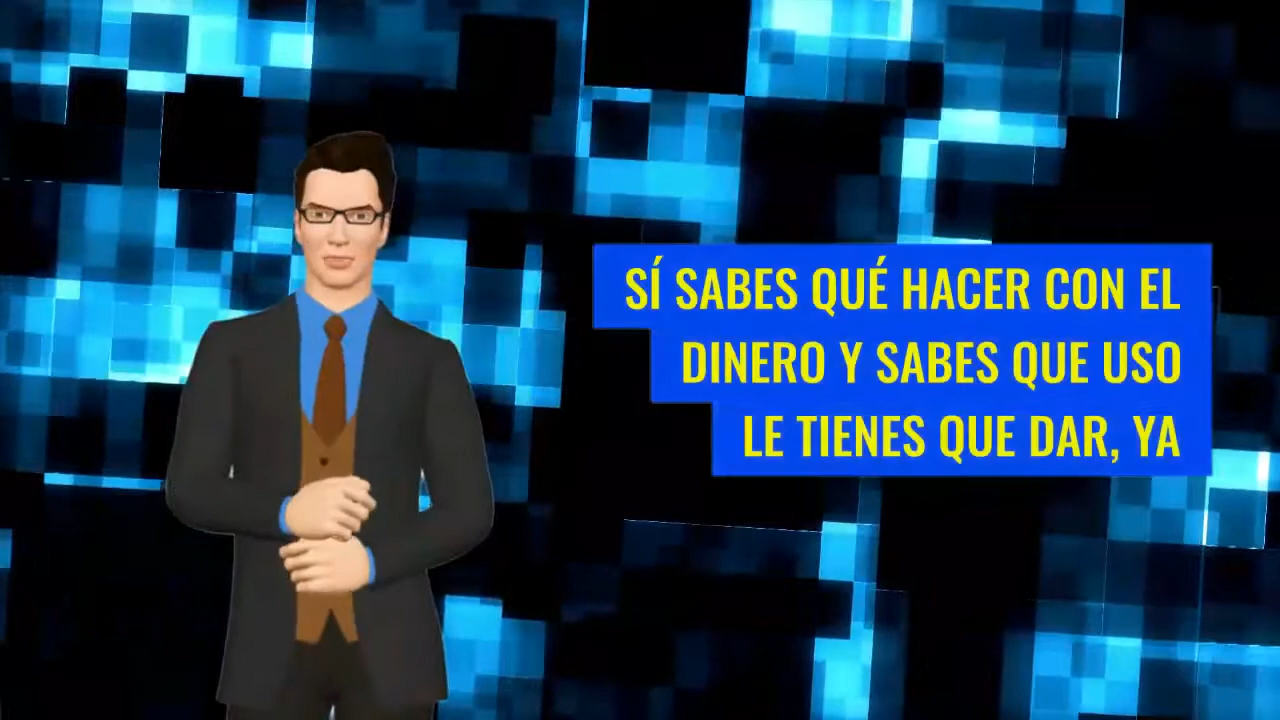 SÍ SABES QUÉ HACER CON EL
DINERO Y SABES QUE USO
LE TIENES QUE DAR, YA